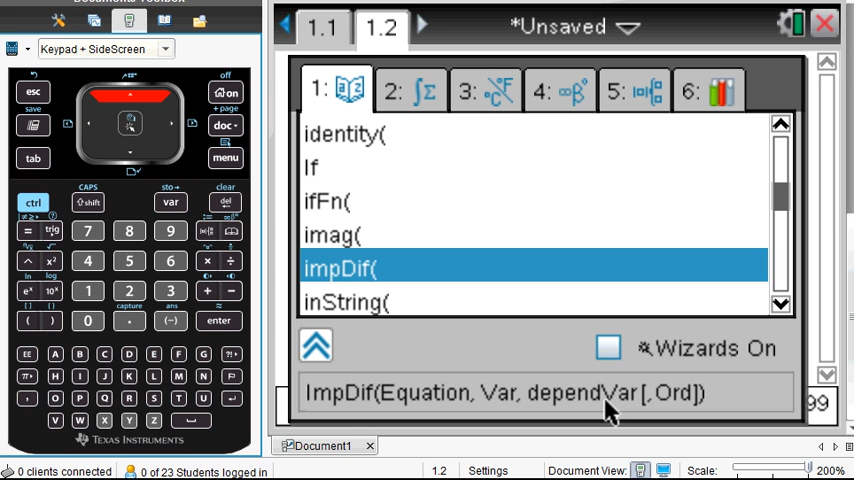 Documents Toolbox
Keypad + SideScreen
1.1
1.2
*Unsaved
esc
off
on
save
+ page
doc
tab
menu
CAPS
sto→
clear
ctrl
⇧shift
var
del
=
trig
7
8
9
^
x²
4
5
6
×
÷
ln
log
eˣ
10ˣ
1
2
3
+
−
capture
ans
≈
(
)
0
.
(−)
enter
EE
A
B
C
D
E
F
G
?!▸
π▸
H
I
J
K
L
M
N
,
O
P
Q
R
S
T
U
V
W
X
Y
Z
TEXAS INSTRUMENTS
1:
2: ∫Σ
3: °C °F
4: ∞β°
5:
6:
identity(
If
ifFn(
imag(
impDif(
inString(
Wizards On
ImpDif(Equation, Var, dependVar[,Ord])
99
Document1
0 clients connected
0 of 23 Students logged in
1.2
Settings
Document View:
Scale:
200%